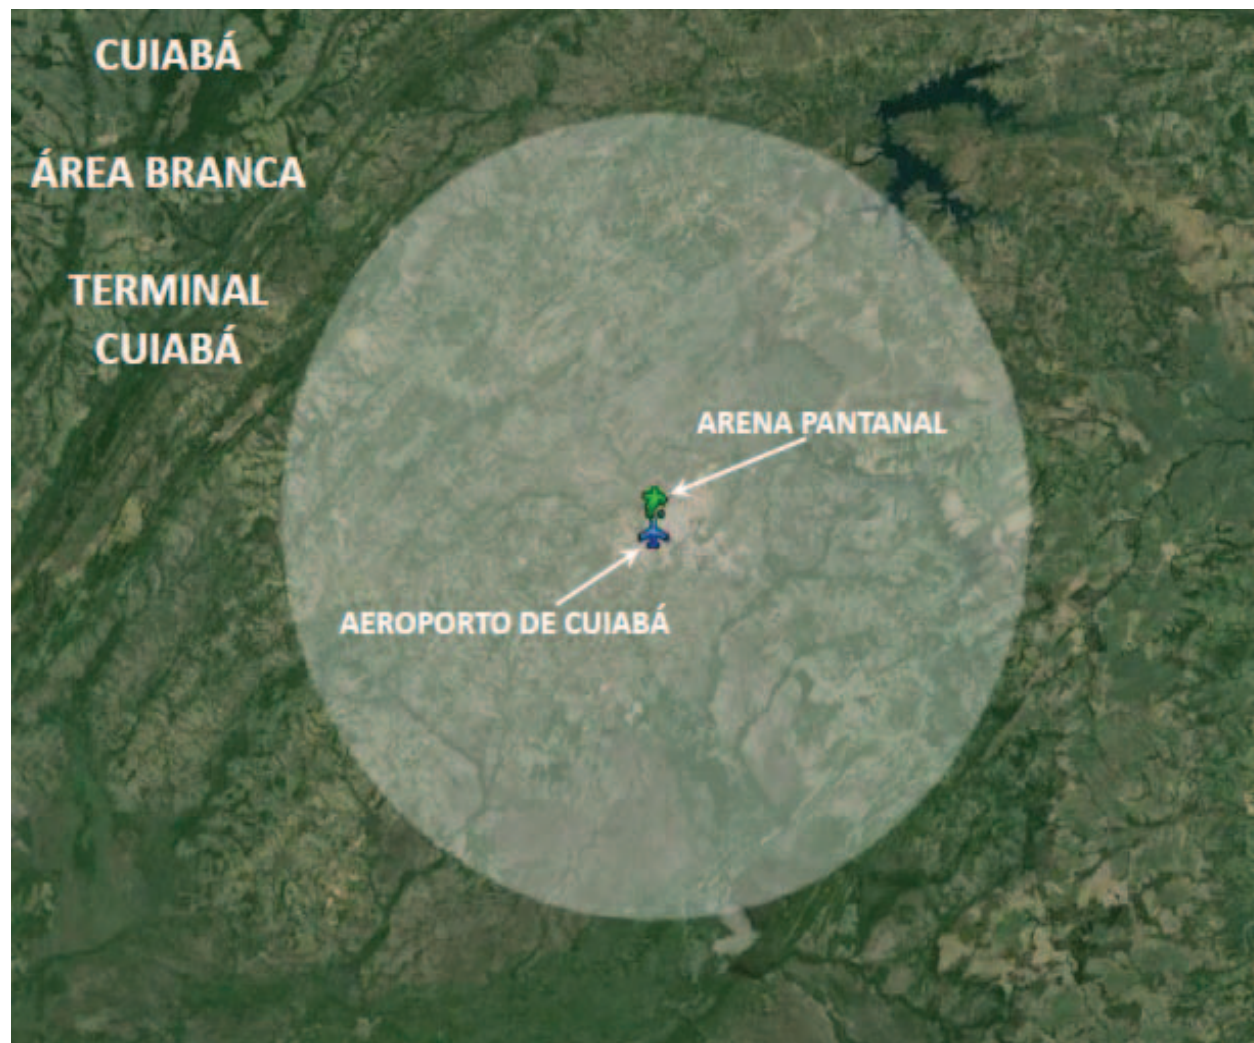 CUIABÁ
ÁREA BRANCA
TERMINAL
CUIABÁ
ARENA PANTANAL
AEROPORTO DE CUIABÁ